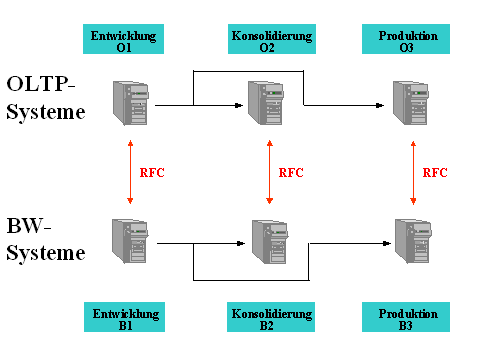 Entwicklung
O1
Konsolidierung
O2
Produktion
O3
OLTP-
Systeme
RFC
RFC
RFC
BW-
Systeme
Entwicklung
B1
Konsolidierung
B2
Produktion
B3